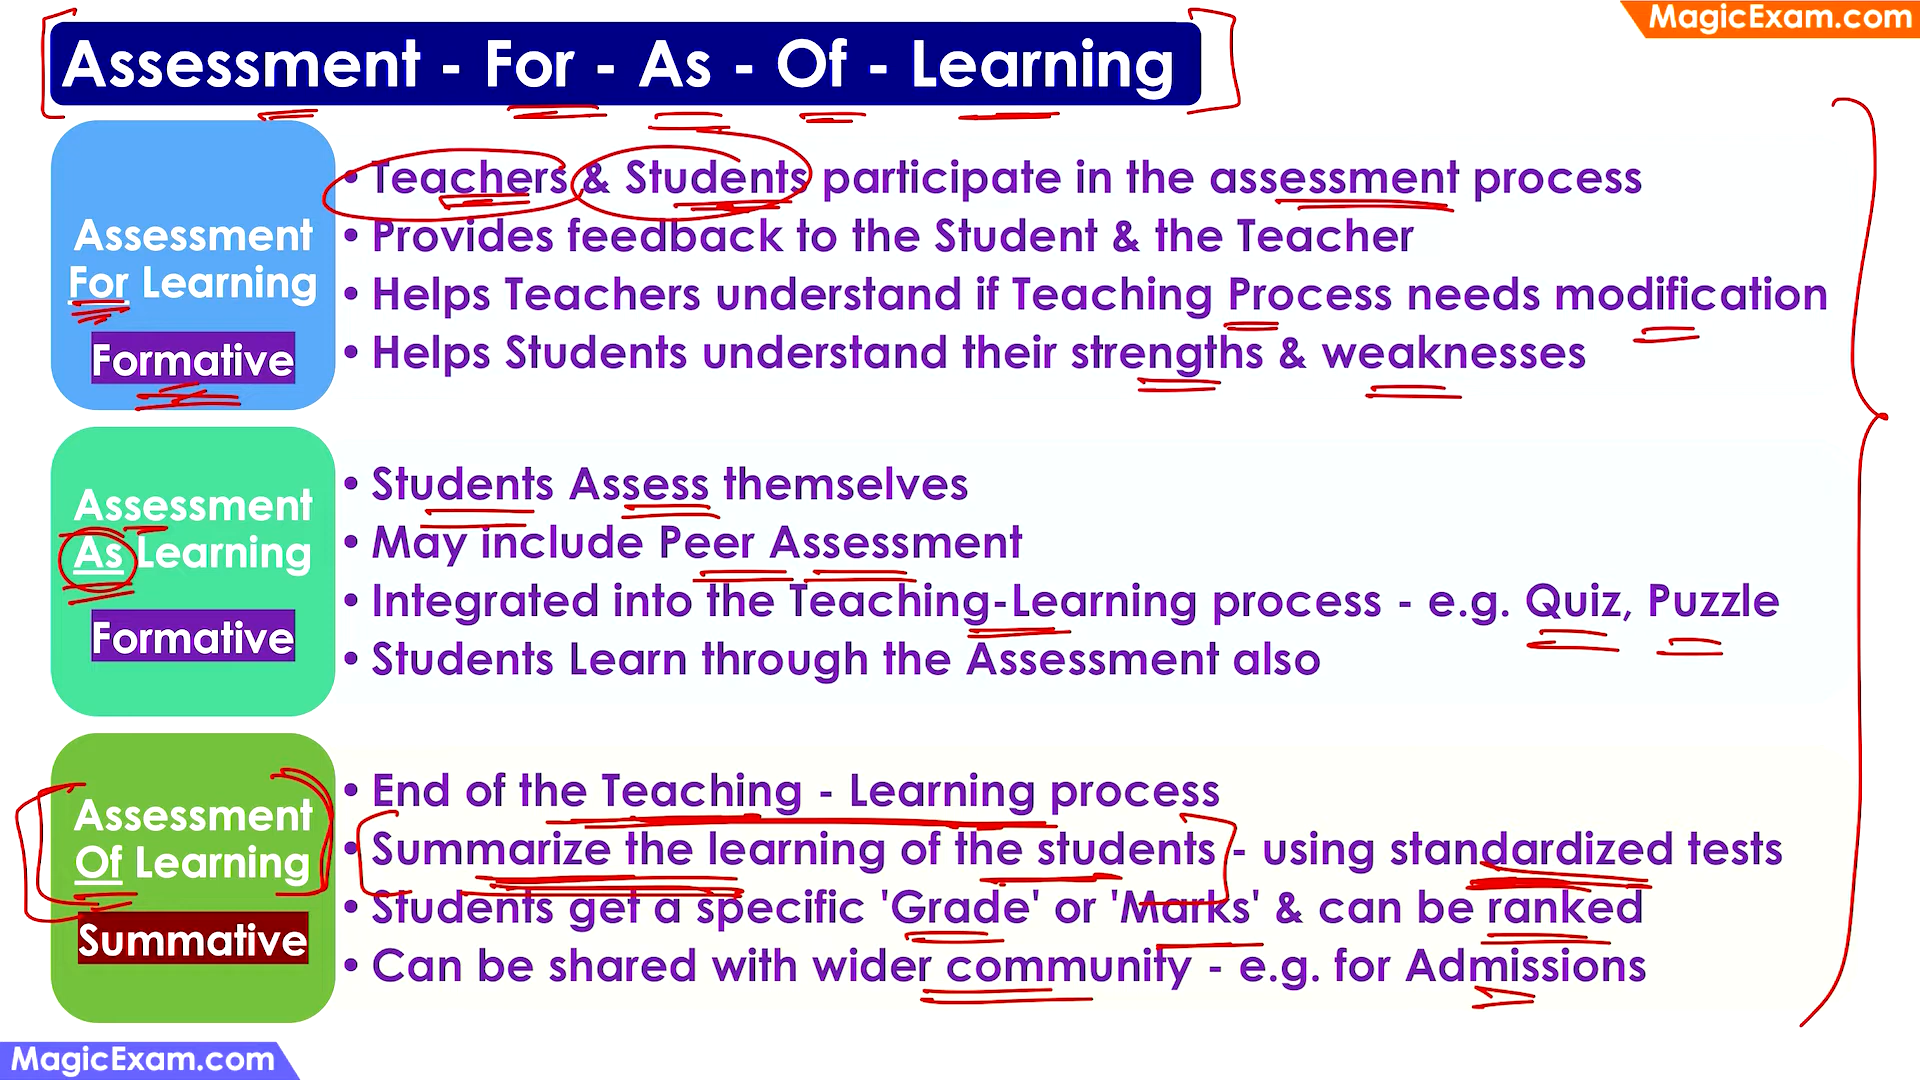 MagicExam.com
Assessment - For - As - Of - Learning
Assessment
For Learning
Formative
• Teachers & Students participate in the assessment process
• Provides feedback to the Student & the Teacher
• Helps Teachers understand if Teaching Process needs modification
• Helps Students understand their strengths & weaknesses
Assessment
As Learning
Formative
• Students Assess themselves
• May include Peer Assessment
• Integrated into the Teaching-Learning process - e.g. Quiz, Puzzle
• Students Learn through the Assessment also
Assessment
Of Learning
Summative
• End of the Teaching - Learning process
• Summarize the learning of the students - using standardized tests
• Students get a specific 'Grade' or 'Marks' & can be ranked
• Can be shared with wider community - e.g. for Admissions
MagicExam.com